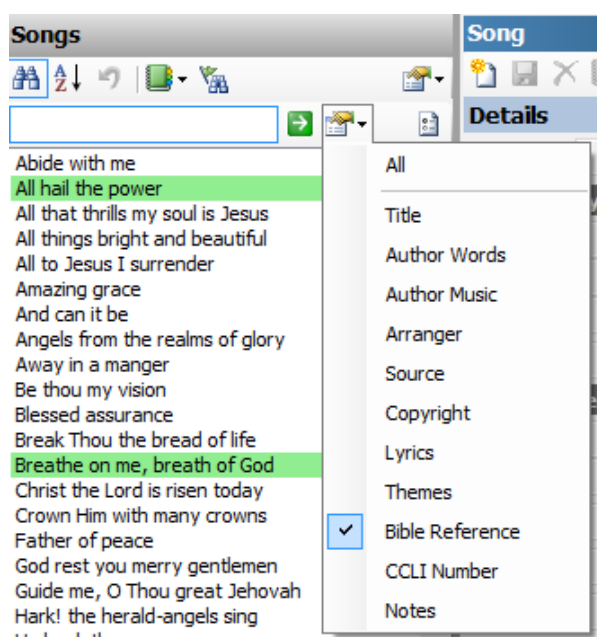 Songs
Song
Details
Abide with me
All hail the power
All that thrills my soul is Jesus
All things bright and beautiful
All to Jesus I surrender
Amazing grace
And can it be
Angels from the realms of glory
Away in a manger
Be thou my vision
Blessed assurance
Break Thou the bread of life
Breathe on me, breath of God
Christ the Lord is risen today
Crown Him with many crowns
Father of peace
God rest you merry gentlemen
Guide me, O Thou great Jehovah
Hark! the herald-angels sing
All
Title
Author Words
Author Music
Arranger
Source
Copyright
Lyrics
Themes
Bible Reference
CCLI Number
Notes